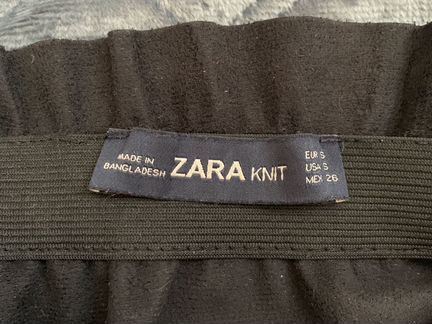 MADE IN
BANGLADESH
ZARA KNIT
EUR S
USA S
MEX 26